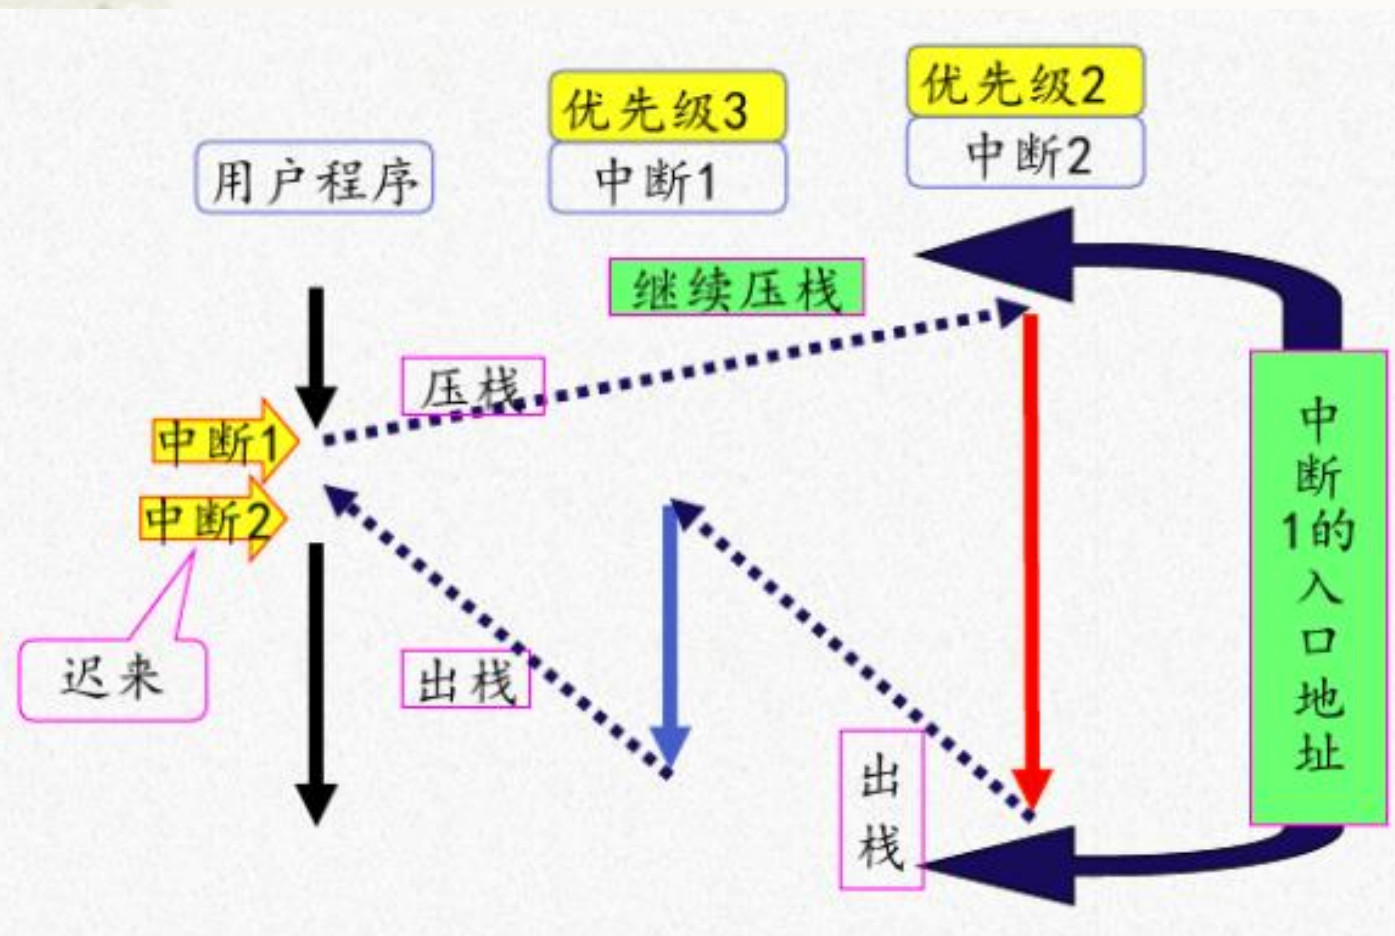 优先级3
优先级2
用户程序
中断1
中断2
继续压栈
压栈
中断1
中断2
迟来
出栈
出栈
中断1的入口地址